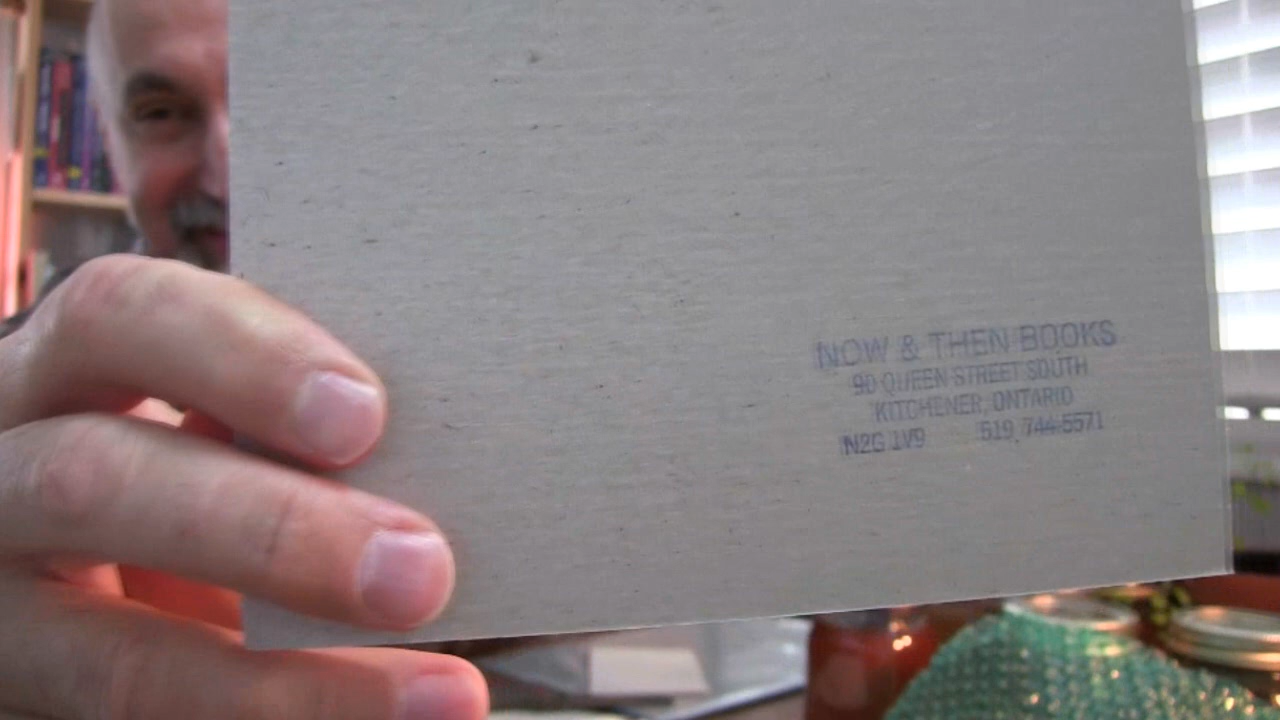 NOW & THEN BOOKS
90 QUEEN STREET SOUTH
KITCHENER, ONTARIO
N2G 1V9 519 744-5571